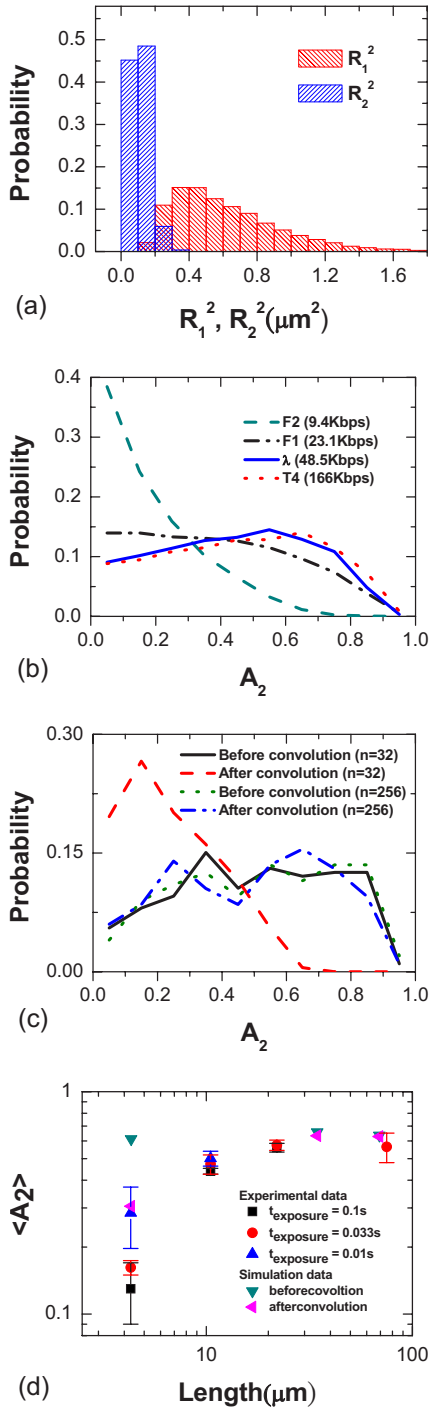 0.5
0.4
0.3
0.2
0.1
0.0
Probability
R₁²
R₂²
0.0 0.4 0.8 1.2 1.6
(a)
R₁², R₂²(μm²)
0.4
0.3
0.2
0.1
0.0
Probability
F2 (9.4Kbps)
F1 (23.1Kbps)
λ (48.5Kbps)
T4 (166Kbps)
0.0 0.2 0.4 0.6 0.8 1.0
(b)
A₂
0.30
0.15
0.00
Probability
Before convolution (n=32)
After convolution (n=32)
Before convolution (n=256)
After convolution (n=256)
0.0 0.2 0.4 0.6 0.8 1.0
(c)
A₂
1
0.1
<A₂>
Experimental data
t_exposure = 0.1s
t_exposure = 0.033s
t_exposure = 0.01s
Simulation data
beforecovoltion
afterconvolution
10 100
(d)
Length(μm)